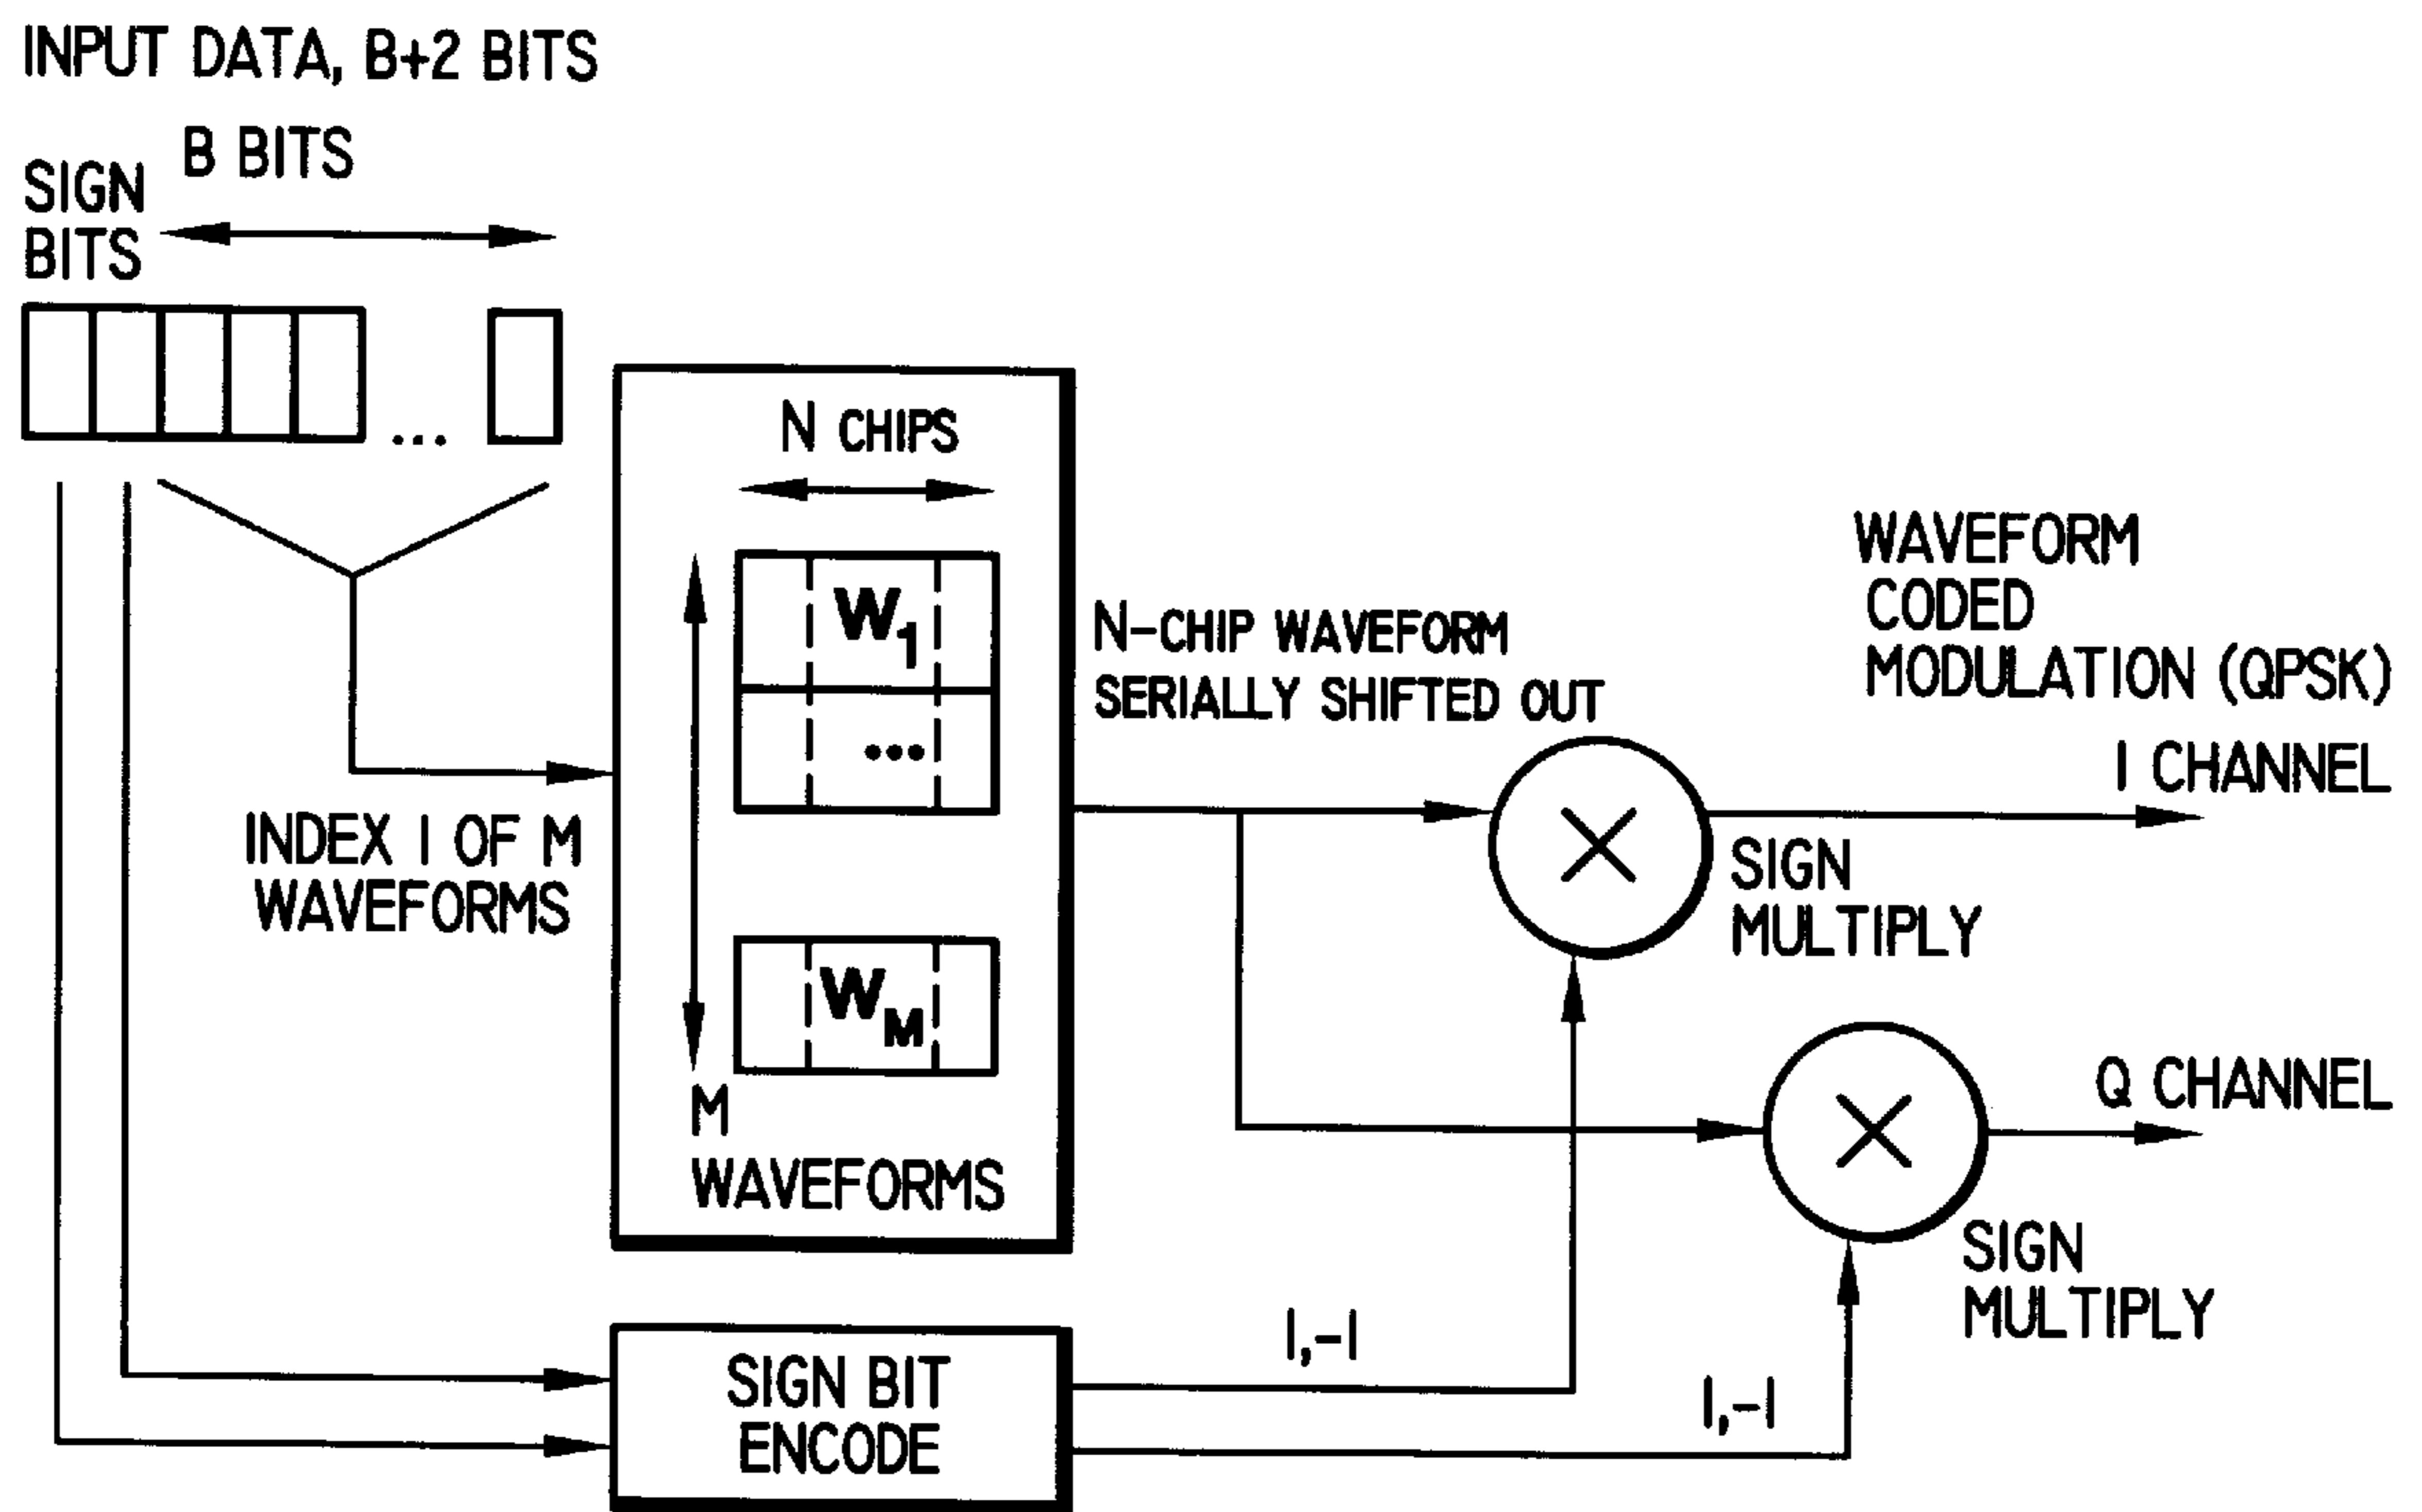 INPUT DATA, B+2 BITS
B BITS
SIGN
BITS
N CHIPS
W1
...
WM
M
WAVEFORMS
INDEX I OF M
WAVEFORMS
N-CHIP WAVEFORM
SERIALLY SHIFTED OUT
WAVEFORM
CODED
MODULATION (QPSK)
I CHANNEL
SIGN
MULTIPLY
Q CHANNEL
SIGN
MULTIPLY
1,-1
1,-1
SIGN BIT
ENCODE